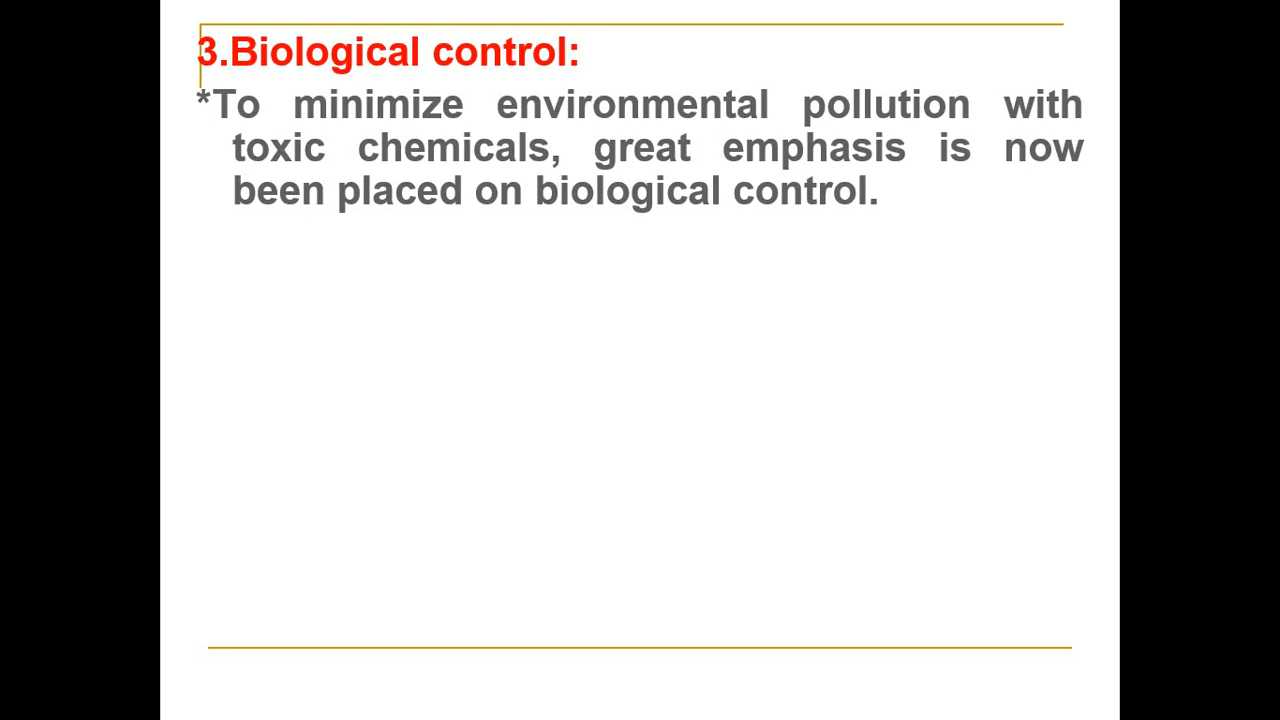 3.Biological control:
*To minimize environmental pollution with
toxic chemicals, great emphasis is now
been placed on biological control.